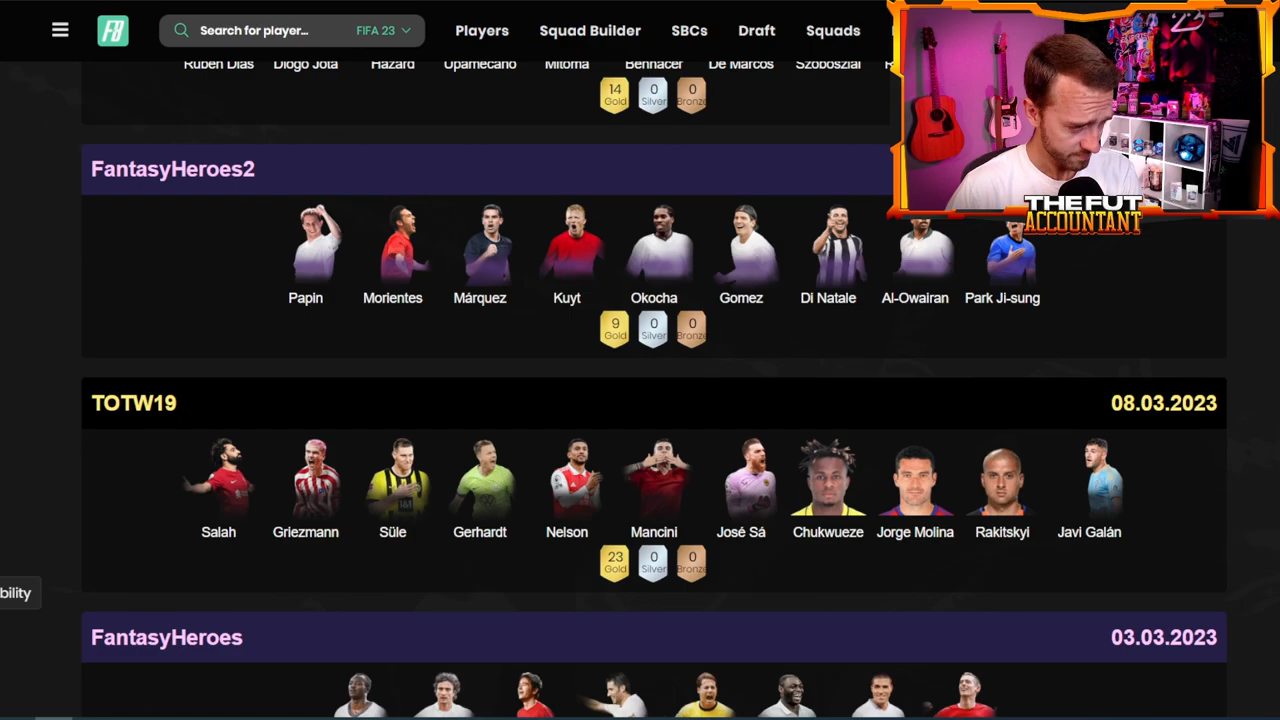 F8 Search for player... FIFA 23 Players Squad Builder SBCs Draft Squads
Ruben Dias Diogo Jota Hazard Upamecano Mitoma Bennacer De Marcos Szoboszlai
14 0 0
Gold Silver Bronze
FantasyHeroes2
THE FUT
ACCOUNTANT
Papin Morientes Márquez Kuyt Okocha Gomez Di Natale Al-Owairan Park Ji-sung
9 0 0
Gold Silver Bronze
TOTW19 08.03.2023
Salah Griezmann Süle Gerhardt Nelson Mancini José Sá Chukwueze Jorge Molina Rakitskyi Javi Galán
23 0 0
Gold Silver Bronze
bility
FantasyHeroes 03.03.2023